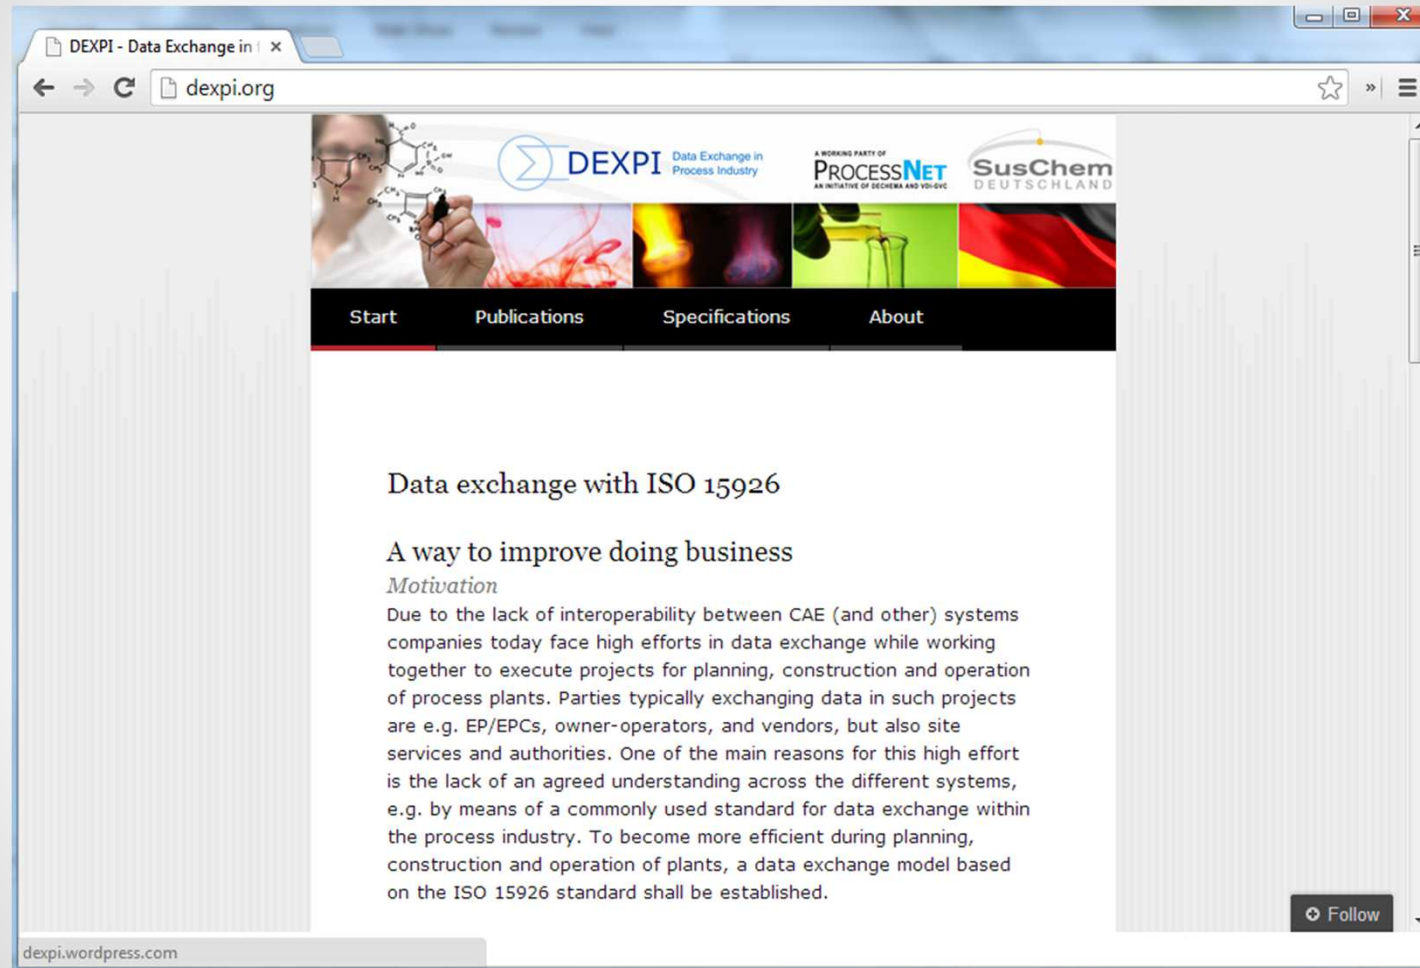 DEXPI - Data Exchange in
dexpi.org
DEXPI Data Exchange in
Process Industry
A WORKING PARTY OF
PROCESSNET
AN INITIATIVE OF DECHEMA AND VDI-GVC
SusChem
DEUTSCHLAND
Start Publications Specifications About
Data exchange with ISO 15926
A way to improve doing business
Motivation
Due to the lack of interoperability between CAE (and other) systems
companies today face high efforts in data exchange while working
together to execute projects for planning, construction and operation
of process plants. Parties typically exchanging data in such projects
are e.g. EP/EPCs, owner-operators, and vendors, but also site
services and authorities. One of the main reasons for this high effort
is the lack of an agreed understanding across the different systems,
e.g. by means of a commonly used standard for data exchange within
the process industry. To become more efficient during planning,
construction and operation of plants, a data exchange model based
on the ISO 15926 standard shall be established.
Follow
dexpi.wordpress.com